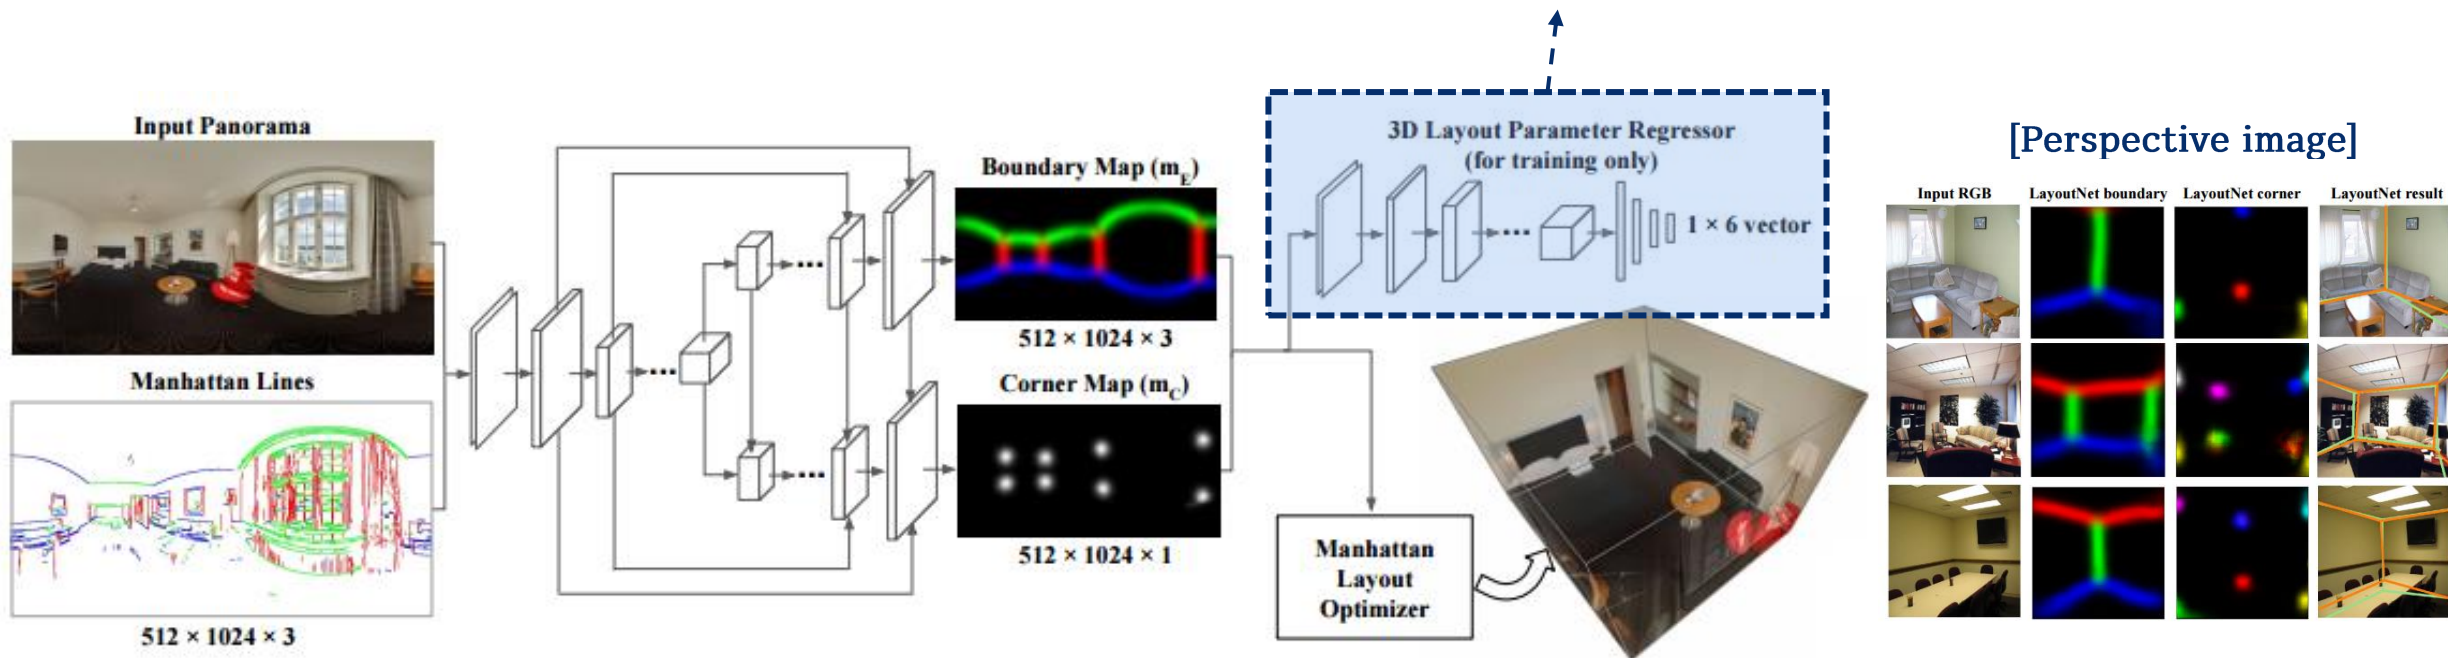 Input Panorama
Manhattan Lines
512 × 1024 × 3
Boundary Map (m_E)
512 × 1024 × 3
Corner Map (m_C)
512 × 1024 × 1
3D Layout Parameter Regressor
(for training only)
1 × 6 vector
Manhattan
Layout
Optimizer
[Perspective image]
Input RGB LayoutNet boundary LayoutNet corner LayoutNet result